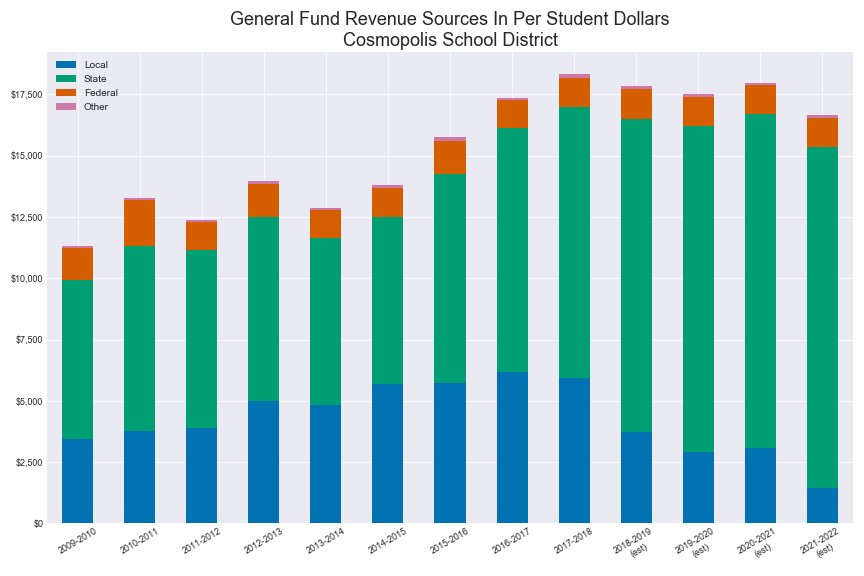 General Fund Revenue Sources In Per Student Dollars
Cosmopolis School District
Local
State
Federal
Other
$17,500
$15,000
$12,500
$10,000
$7,500
$5,000
$2,500
$0
2009-2010
2010-2011
2011-2012
2012-2013
2013-2014
2014-2015
2015-2016
2016-2017
2017-2018
2018-2019
(est)
2019-2020
(est)
2020-2021
(est)
2021-2022
(est)